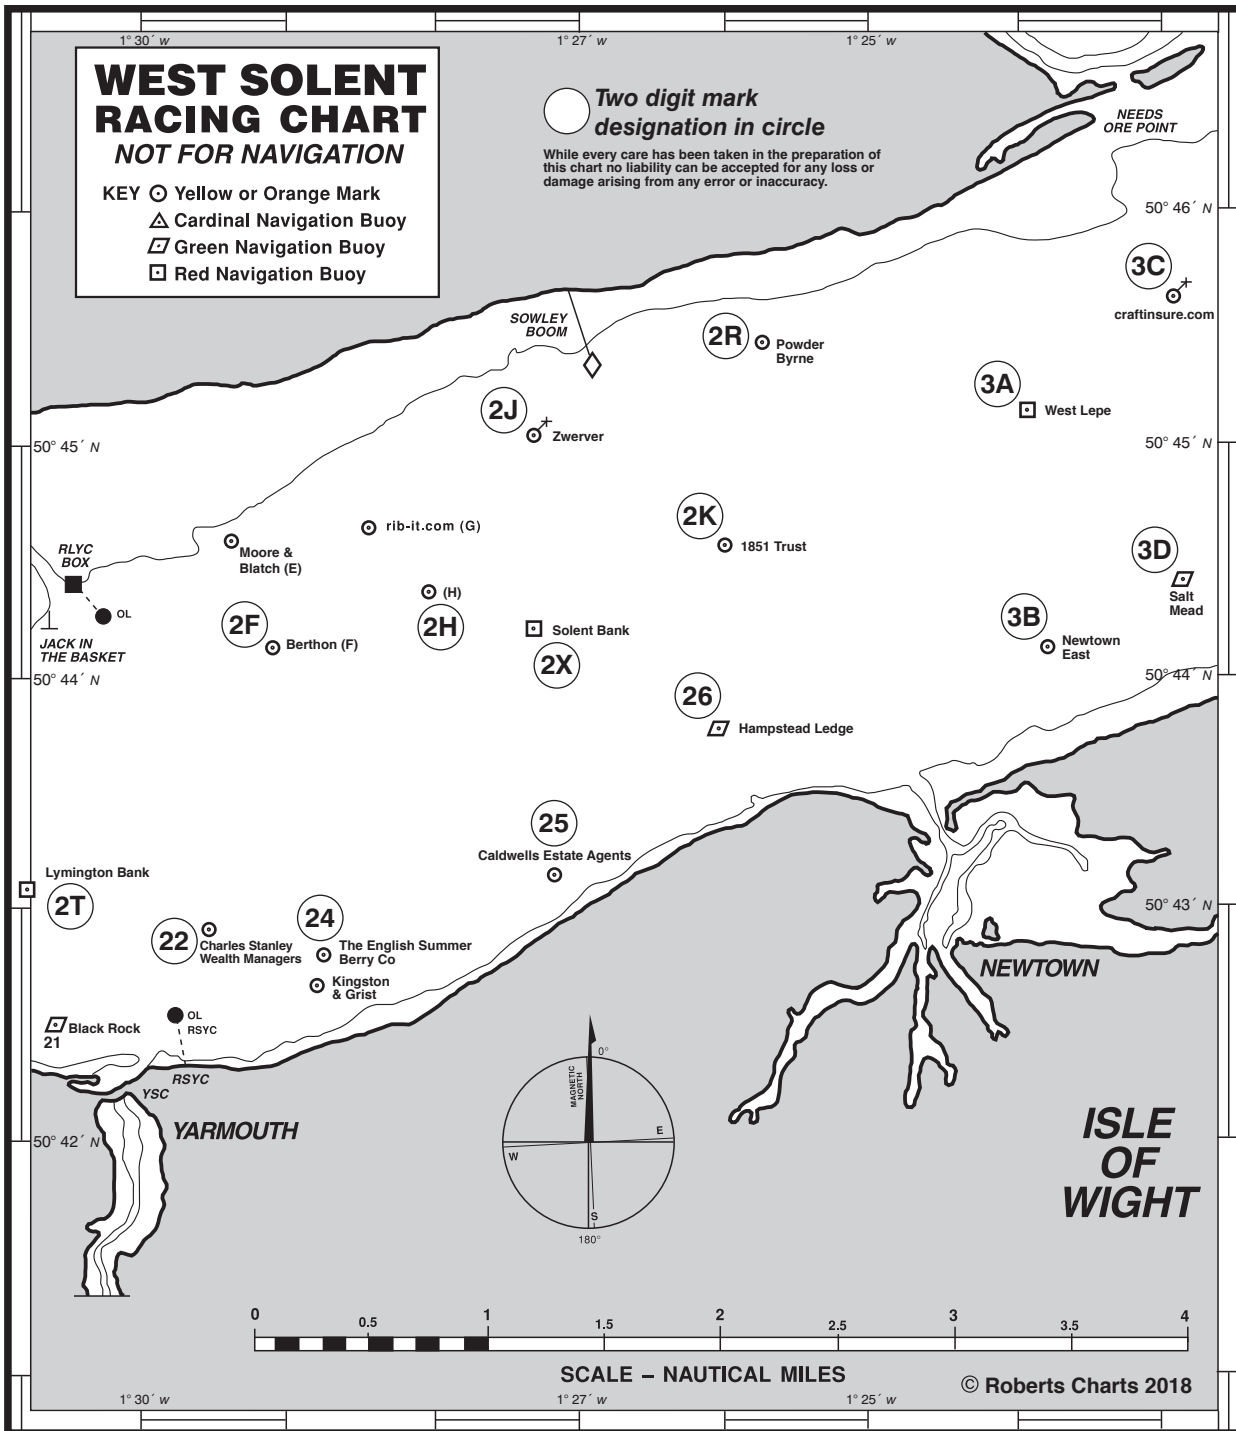 1° 30´ W
1° 27´ W
1° 25´ W
WEST SOLENT
RACING CHART
NOT FOR NAVIGATION
KEY Yellow or Orange Mark
Cardinal Navigation Buoy
Green Navigation Buoy
Red Navigation Buoy
Two digit mark
designation in circle
While every care has been taken in the preparation of
this chart no liability can be accepted for any loss or
damage arising from any error or inaccuracy.
NEEDS
ORE POINT
50° 46´ N
3C
craftinsure.com
SOWLEY
BOOM
2R
Powder
Byrne
3A
West Lepe
2J
Zwerver
50° 45´ N
50° 45´ N
rib-it.com (G)
2K
1851 Trust
Moore &
Blatch (E)
RLYC
BOX
OL
JACK IN
THE BASKET
(H)
2H
2F
Berthon (F)
Solent Bank
2X
3D
Salt
Mead
3B
Newtown
East
50° 44´ N
50° 44´ N
26
Hampstead Ledge
25
Caldwells Estate Agents
Lymington Bank
2T
22
Charles Stanley
Wealth Managers
24
The English Summer
Berry Co
Kingston
& Grist
50° 43´ N
NEWTOWN
Black Rock
21
OL
RSYC
RSYC
YSC
YARMOUTH
50° 42´ N
0°
MAGNETIC
NORTH
E
W
S
180°
ISLE
OF
WIGHT
0
0.5
1
1.5
2
2.5
3
3.5
4
SCALE – NAUTICAL MILES
© Roberts Charts 2018
1° 30´ W
1° 27´ W
1° 25´ W